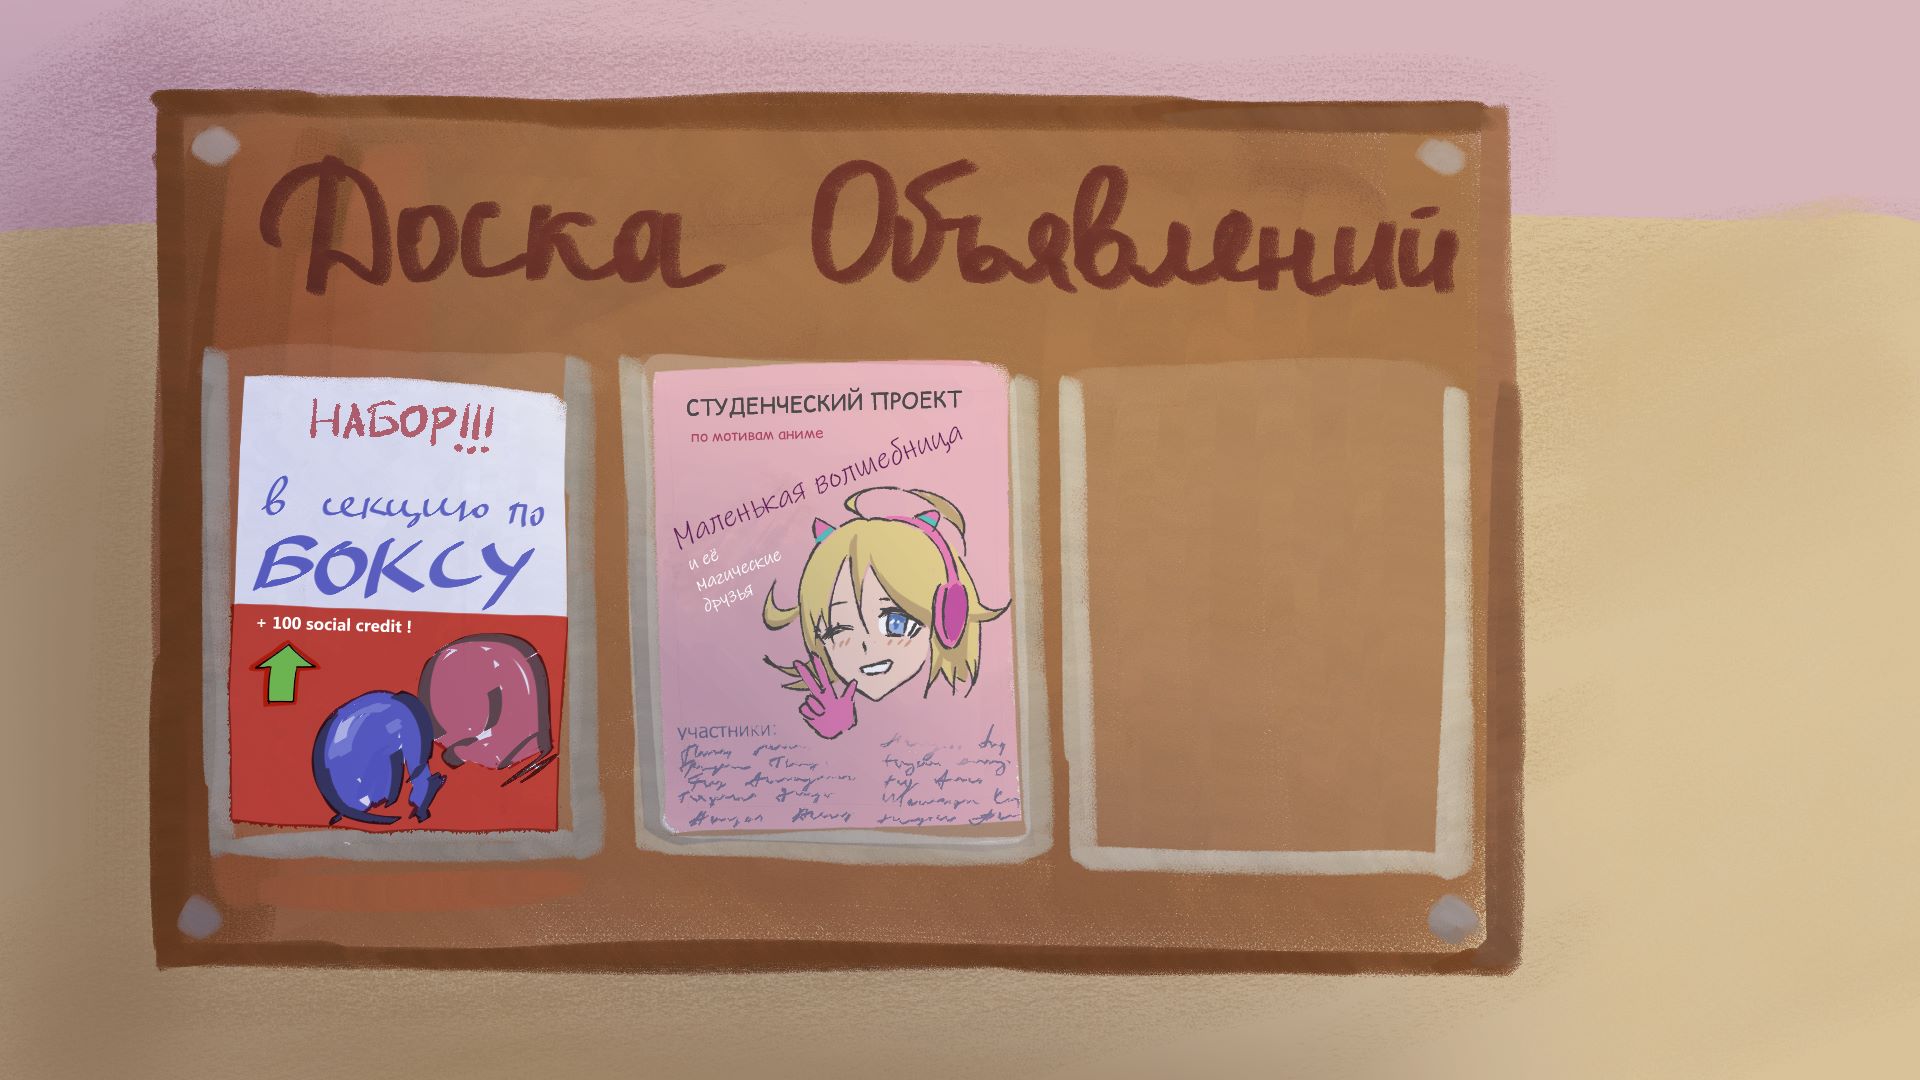 Доска Объявлений
НАБОР!!!
в секцию по
БОКСУ
+ 100 social credit !
СТУДЕНЧЕСКИЙ ПРОЕКТ
по мотивам аниме
Маленькая волшебница
и её
магические
друзья
участники: